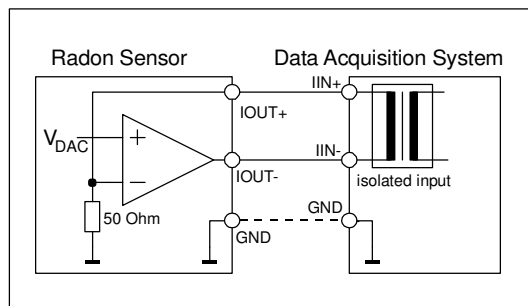 Radon Sensor
Data Acquisition System
IIN+
IOUT+
VDAC
+
−
IIN-
IOUT-
isolated input
50 Ohm
GND
GND